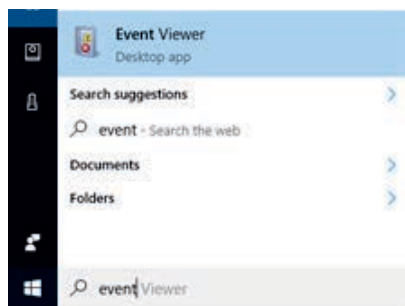 Event Viewer
Desktop app
Search suggestions
event - Search the web
Documents
Folders
event Viewer